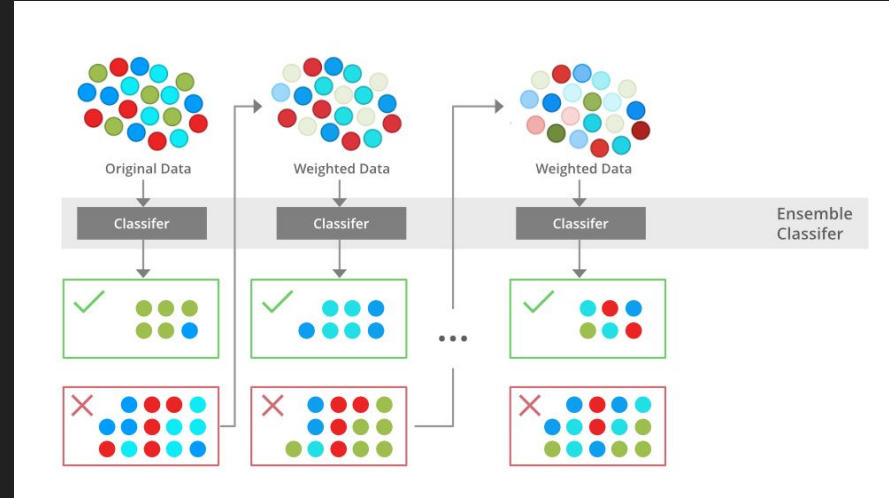 Original Data
Weighted Data
Weighted Data
Classifer
Classifer
Classifer
Ensemble
Classifer
...